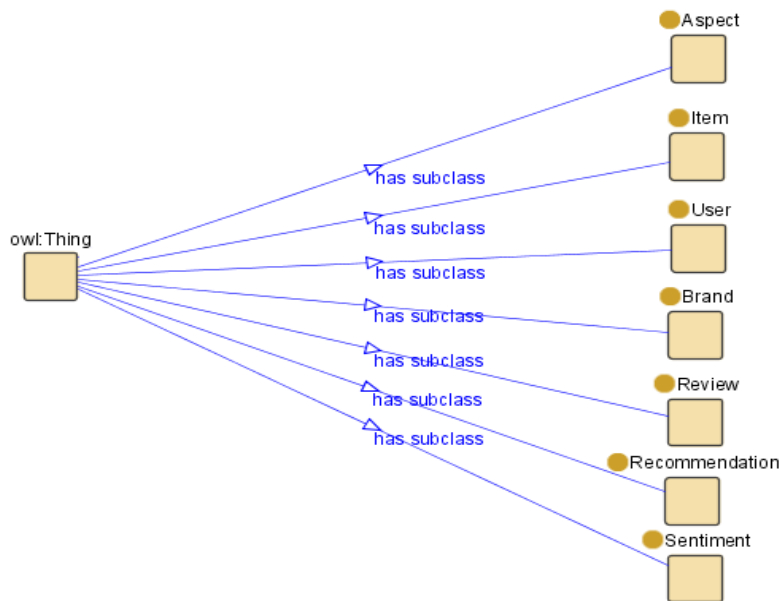 Aspect
Item
has subclass
User
has subclass
owl:Thing
has subclass
Brand
has subclass
has subclass
Review
has subclass
has subclass
Recommendation
Sentiment